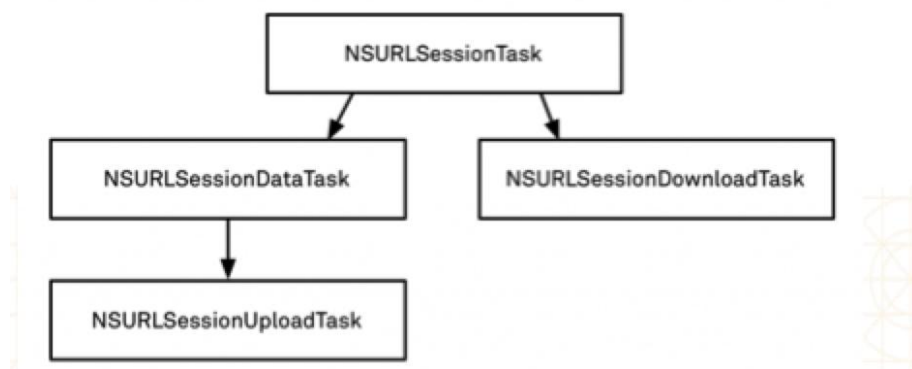 NSURLSessionTask
NSURLSessionDataTask
NSURLSessionDownloadTask
NSURLSessionUploadTask